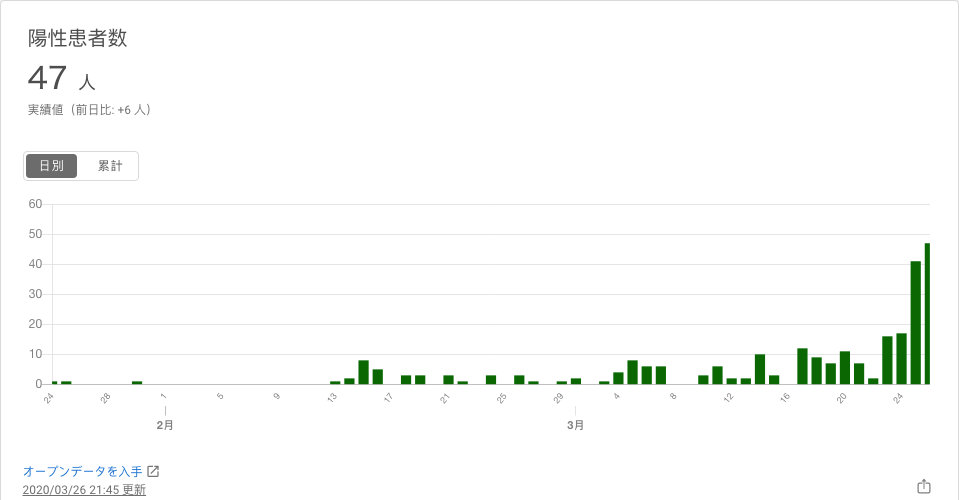 陽性患者数
47 人
実績値（前日比: +6 人）
日別 累計
60
50
40
30
20
10
0
24 28 1 5 9 13 17 21 25 29 4 8 12 16 20 24
2月 3月
オープンデータを入手
2020/03/26 21:45 更新